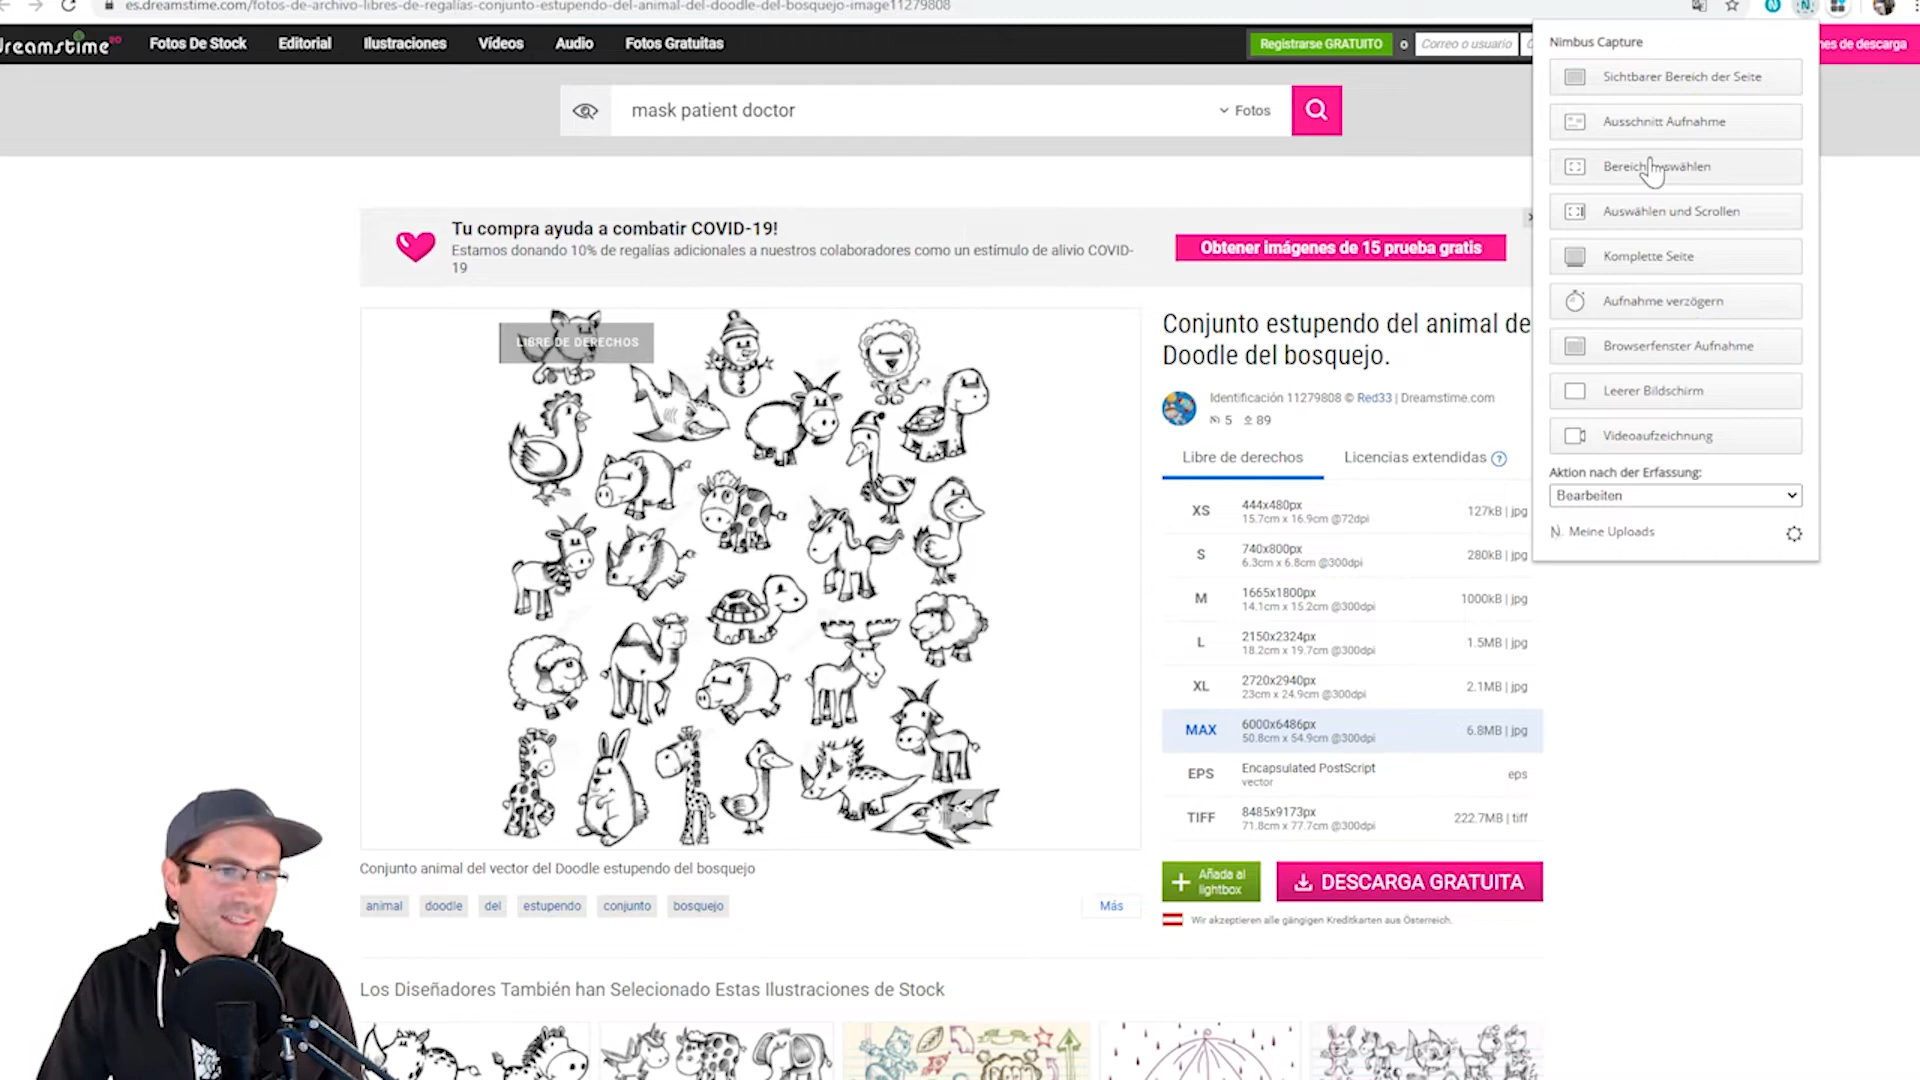 es.dreamstime.com/fotos-de-archivo-libres-de-regalías-conjunto-estupendo-del-animal-del-doodle-del-bosquejo-image11279808
dreamstime
Fotos De Stock
Editorial
Ilustraciones
Vídeos
Audio
Fotos Gratuitas
Registrarse GRATUITO
o
Correo o usuario
nes de descarga
mask patient doctor
Fotos
Tu compra ayuda a combatir COVID-19!
Estamos donando 10% de regalías adicionales a nuestros colaboradores como un estímulo de alivio COVID-
19
Obtener imágenes de 15 prueba gratis
LIBRE DE DERECHOS
Conjunto estupendo del animal de
Doodle del bosquejo.
Identificación 11279808 © Red33 | Dreamstime.com
5 89
Libre de derechos
Licencias extendidas ?
XS 444x480px 127kB | jpg
15.7cm x 16.9cm @72dpi
S 740x800px 280kB | jpg
6.3cm x 6.8cm @300dpi
M 1665x1800px 1000kB | jpg
14.1cm x 15.2cm @300dpi
L 2150x2324px 1.5MB | jpg
18.2cm x 19.7cm @300dpi
XL 2720x2940px 2.1MB | jpg
23cm x 24.9cm @300dpi
MAX 6000x6486px 6.8MB | jpg
50.8cm x 54.9cm @300dpi
EPS Encapsulated PostScript eps
vector
TIFF 8485x9173px 222.7MB | tiff
71.8cm x 77.7cm @300dpi
Añada al
lightbox
DESCARGA GRATUITA
Wir akzeptieren alle gängigen Kreditkarten aus Österreich.
Conjunto animal del vector del Doodle estupendo del bosquejo
animal
doodle
del
estupendo
conjunto
bosquejo
Más
Los Diseñadores También han Selecionado Estas Ilustraciones de Stock
Nimbus Capture
Sichtbarer Bereich der Seite
Ausschnitt Aufnahme
Bereich auswählen
Auswählen und Scrollen
Komplette Seite
Aufnahme verzögern
Browserfenster Aufnahme
Leerer Bildschirm
Videoaufzeichnung
Aktion nach der Erfassung:
Bearbeiten
Meine Uploads